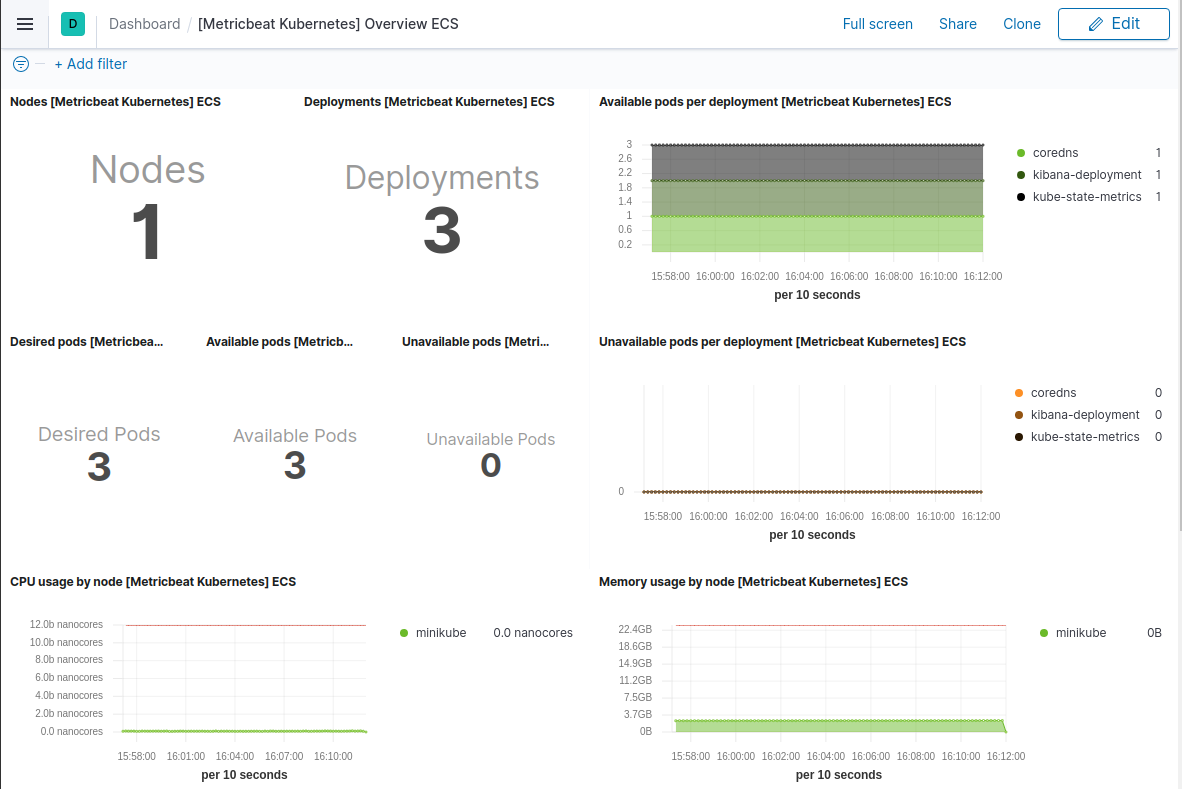 D Dashboard / [Metricbeat Kubernetes] Overview ECS Full screen Share Clone Edit
+ Add filter
Nodes [Metricbeat Kubernetes] ECS
Nodes
1
Deployments [Metricbeat Kubernetes] ECS
Deployments
3
Available pods per deployment [Metricbeat Kubernetes] ECS
3
2.6
2.2
1.8
1.4
1
0.6
0.2
15:58:00 16:00:00 16:02:00 16:04:00 16:06:00 16:08:00 16:10:00 16:12:00
per 10 seconds
coredns 1
kibana-deployment 1
kube-state-metrics 1
Desired pods [Metricbea...
Desired Pods
3
Available pods [Metricb...
Available Pods
3
Unavailable pods [Metri...
Unavailable Pods
0
Unavailable pods per deployment [Metricbeat Kubernetes] ECS
0
15:58:00 16:00:00 16:02:00 16:04:00 16:06:00 16:08:00 16:10:00 16:12:00
per 10 seconds
coredns 0
kibana-deployment 0
kube-state-metrics 0
CPU usage by node [Metricbeat Kubernetes] ECS
12.0b nanocores
10.0b nanocores
8.0b nanocores
6.0b nanocores
4.0b nanocores
2.0b nanocores
0.0 nanocores
15:58:00 16:01:00 16:04:00 16:07:00 16:10:00
per 10 seconds
minikube 0.0 nanocores
Memory usage by node [Metricbeat Kubernetes] ECS
22.4GB
18.6GB
14.9GB
11.2GB
7.5GB
3.7GB
0B
15:58:00 16:00:00 16:02:00 16:04:00 16:06:00 16:08:00 16:10:00 16:12:00
per 10 seconds
minikube 0B